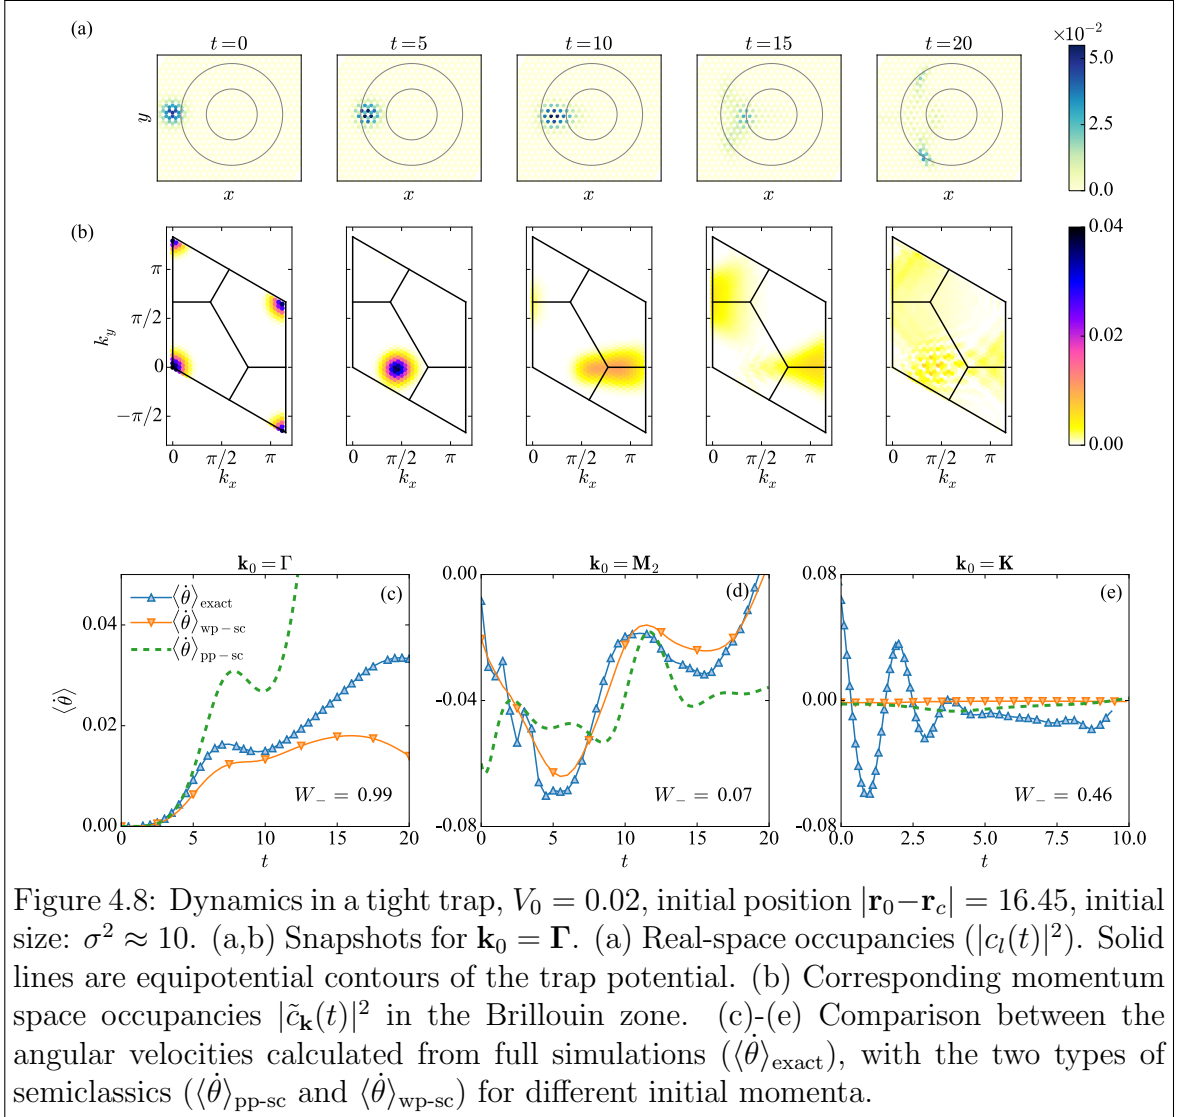 (a)
t=0 t=5 t=10 t=15 t=20
×10⁻²
5.0
2.5
0.0
y
x x x x x
(b)
π
π/2
0
−π/2
k_y
0 π/2 π 0 π/2 π 0 π/2 π 0 π/2 π 0 π/2 π
k_x k_x k_x k_x k_x
0.04
0.02
0.00
k₀ = Γ
(c)
⟨θ̇⟩exact
⟨θ̇⟩wp−sc
⟨θ̇⟩pp−sc
0.04
0.02
0.00
⟨θ̇⟩
W₋ = 0.99
0 5 10 15 20
t
k₀ = M₂
(d)
0.00
-0.04
-0.08
W₋ = 0.07
0 5 10 15 20
t
k₀ = K
(e)
0.08
0.00
-0.08
W₋ = 0.46
0.0 2.5 5.0 7.5 10.0
t
Figure 4.8: Dynamics in a tight trap, V₀ = 0.02, initial position |r₀−r_c| = 16.45, initial
size: σ² ≈ 10. (a,b) Snapshots for k₀ = Γ. (a) Real-space occupancies (|c_l(t)|²). Solid
lines are equipotential contours of the trap potential. (b) Corresponding momentum
space occupancies |c̃_k(t)|² in the Brillouin zone. (c)-(e) Comparison between the
angular velocities calculated from full simulations (⟨θ̇⟩exact), with the two types of
semiclassics (⟨θ̇⟩pp-sc and ⟨θ̇⟩wp-sc) for different initial momenta.